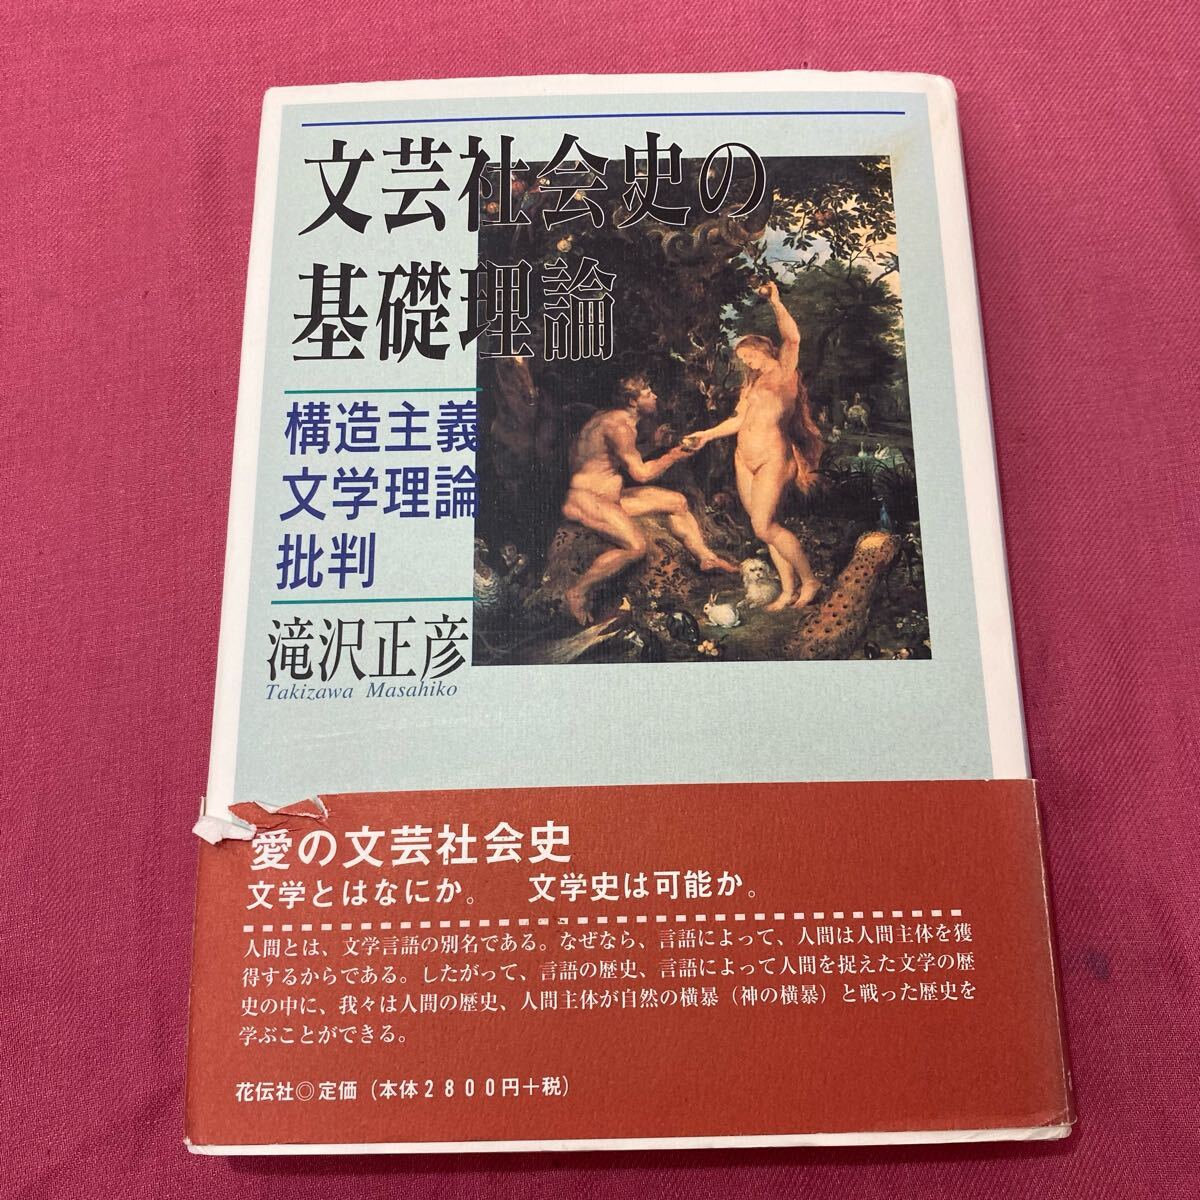 文芸社会史の
基礎理論
構造主義
文学理論
批判
滝沢正彦
Takizawa Masahiko
愛の文芸社会史
文学とはなにか。 文学史は可能か。
人間とは、文学言語の別名である。なぜなら、言語によって、人間は人間主体を獲
得するからである。したがって、言語の歴史、言語によって人間を捉えた文学の歴
史の中に、我々は人間の歴史、人間主体が自然の横暴（神の横暴）と戦った歴史を
学ぶことができる。
花伝社◎定価（本体2800円+税）